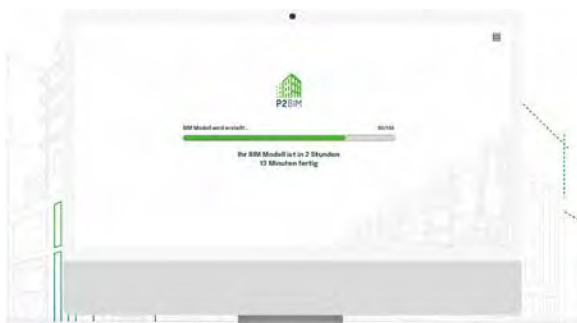 P2BIM
BIM Modell wird erstellt...
Ihr BIM Modell ist in 2 Stunden
13 Minuten fertig